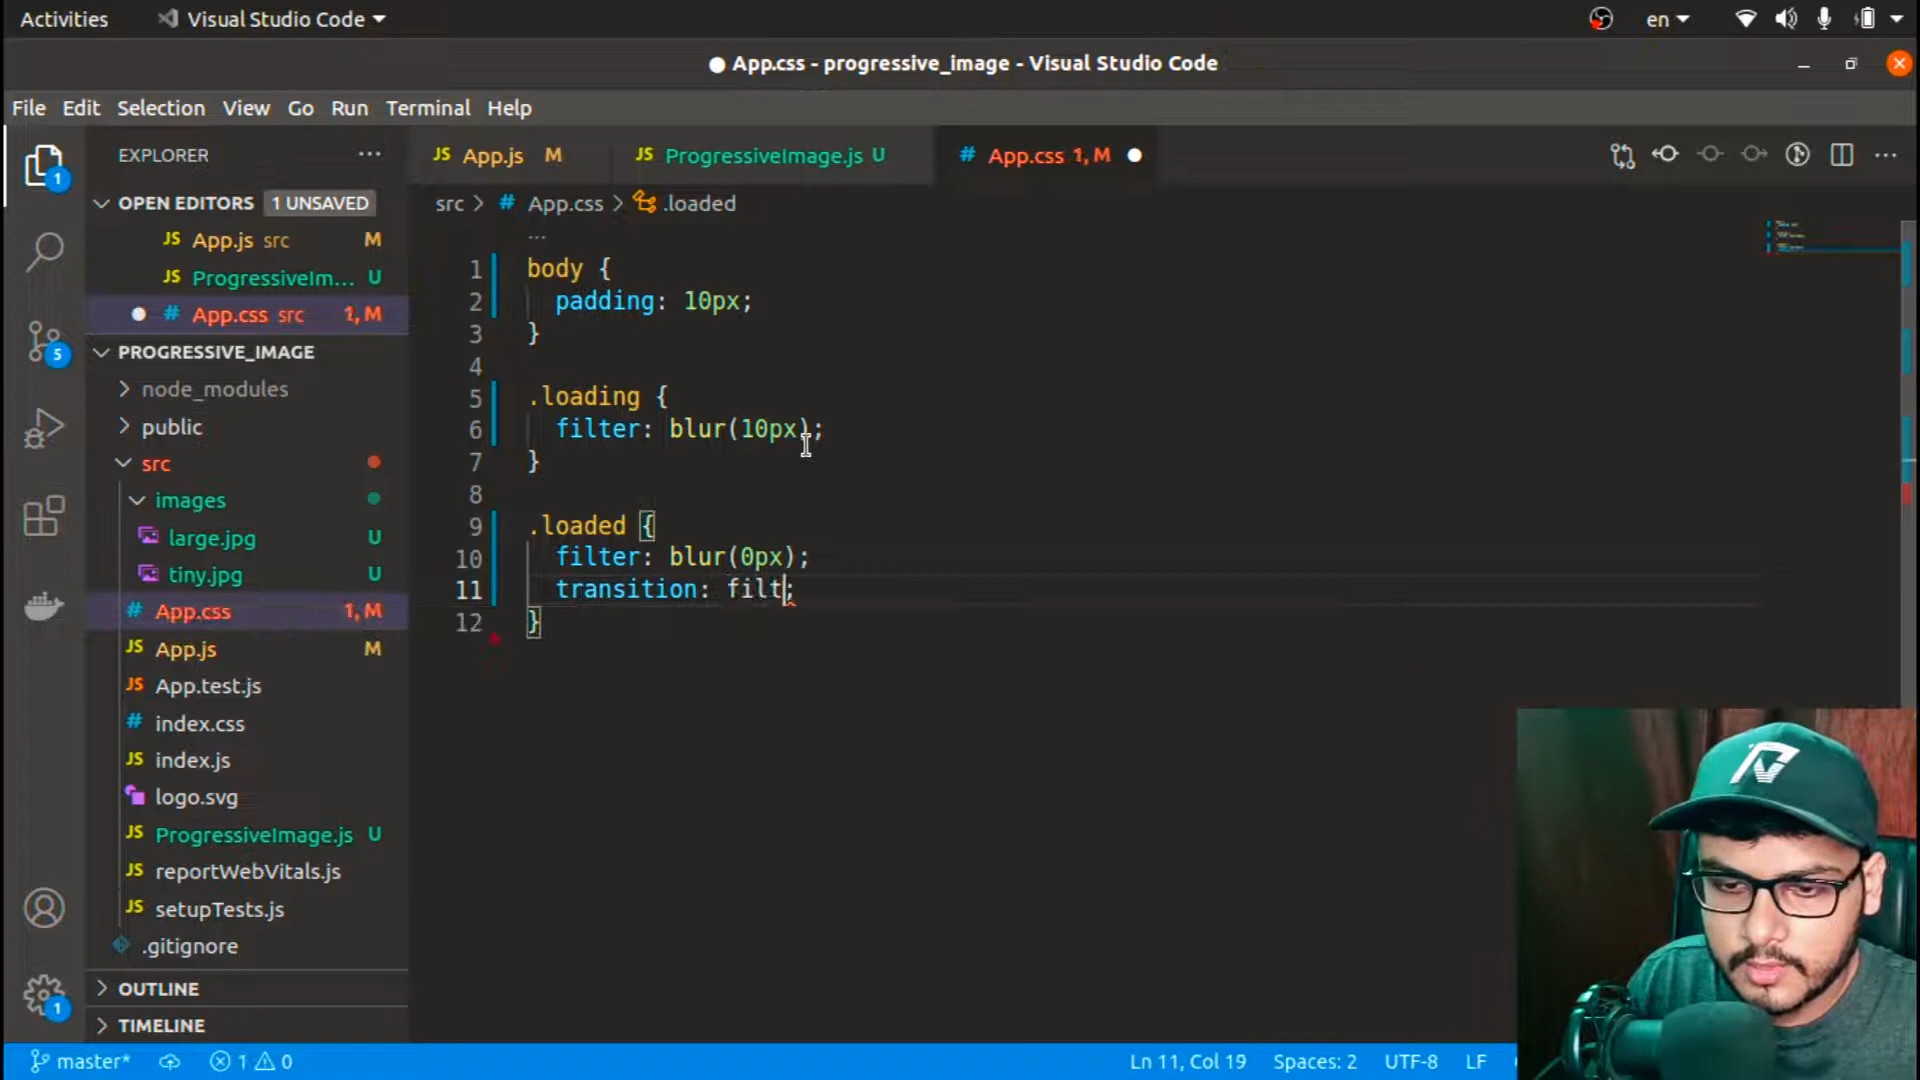 Activities Visual Studio Code en
App.css - progressive_image - Visual Studio Code
File Edit Selection View Go Run Terminal Help
EXPLORER ...
JS App.js M JS ProgressiveImage.js U # App.css 1, M
OPEN EDITORS 1 UNSAVED
src > # App.css > .loaded
JS App.js src M
JS ProgressiveIm... U
# App.css src 1, M
PROGRESSIVE_IMAGE
node_modules
public
src
images
large.jpg U
tiny.jpg U
# App.css 1, M
JS App.js M
JS App.test.js
# index.css
JS index.js
logo.svg
JS ProgressiveImage.js U
JS reportWebVitals.js
JS setupTests.js
.gitignore
OUTLINE
TIMELINE
1
5
1
...
1 body {
2 padding: 10px;
3 }
4
5 .loading {
6 filter: blur(10px);
7 }
8
9 .loaded {
10 filter: blur(0px);
11 transition: filt;
12 }
master* 1 0 Ln 11, Col 19 Spaces: 2 UTF-8 LF